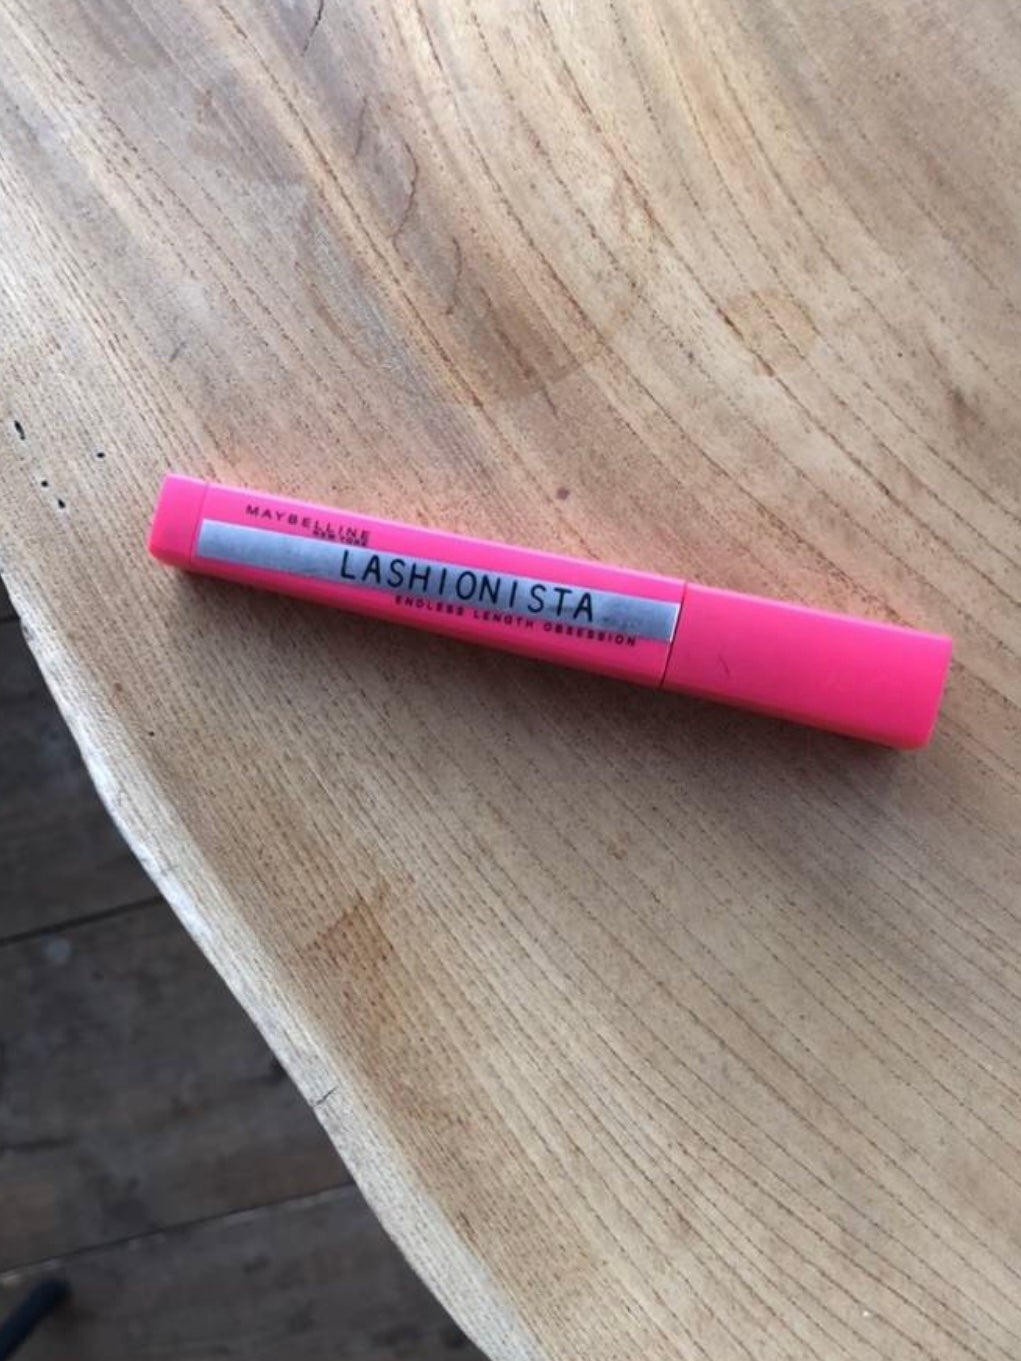 MAYBELLINE
NEW YORK
LASHIONISTA
ENDLESS LENGTH OBSESSION